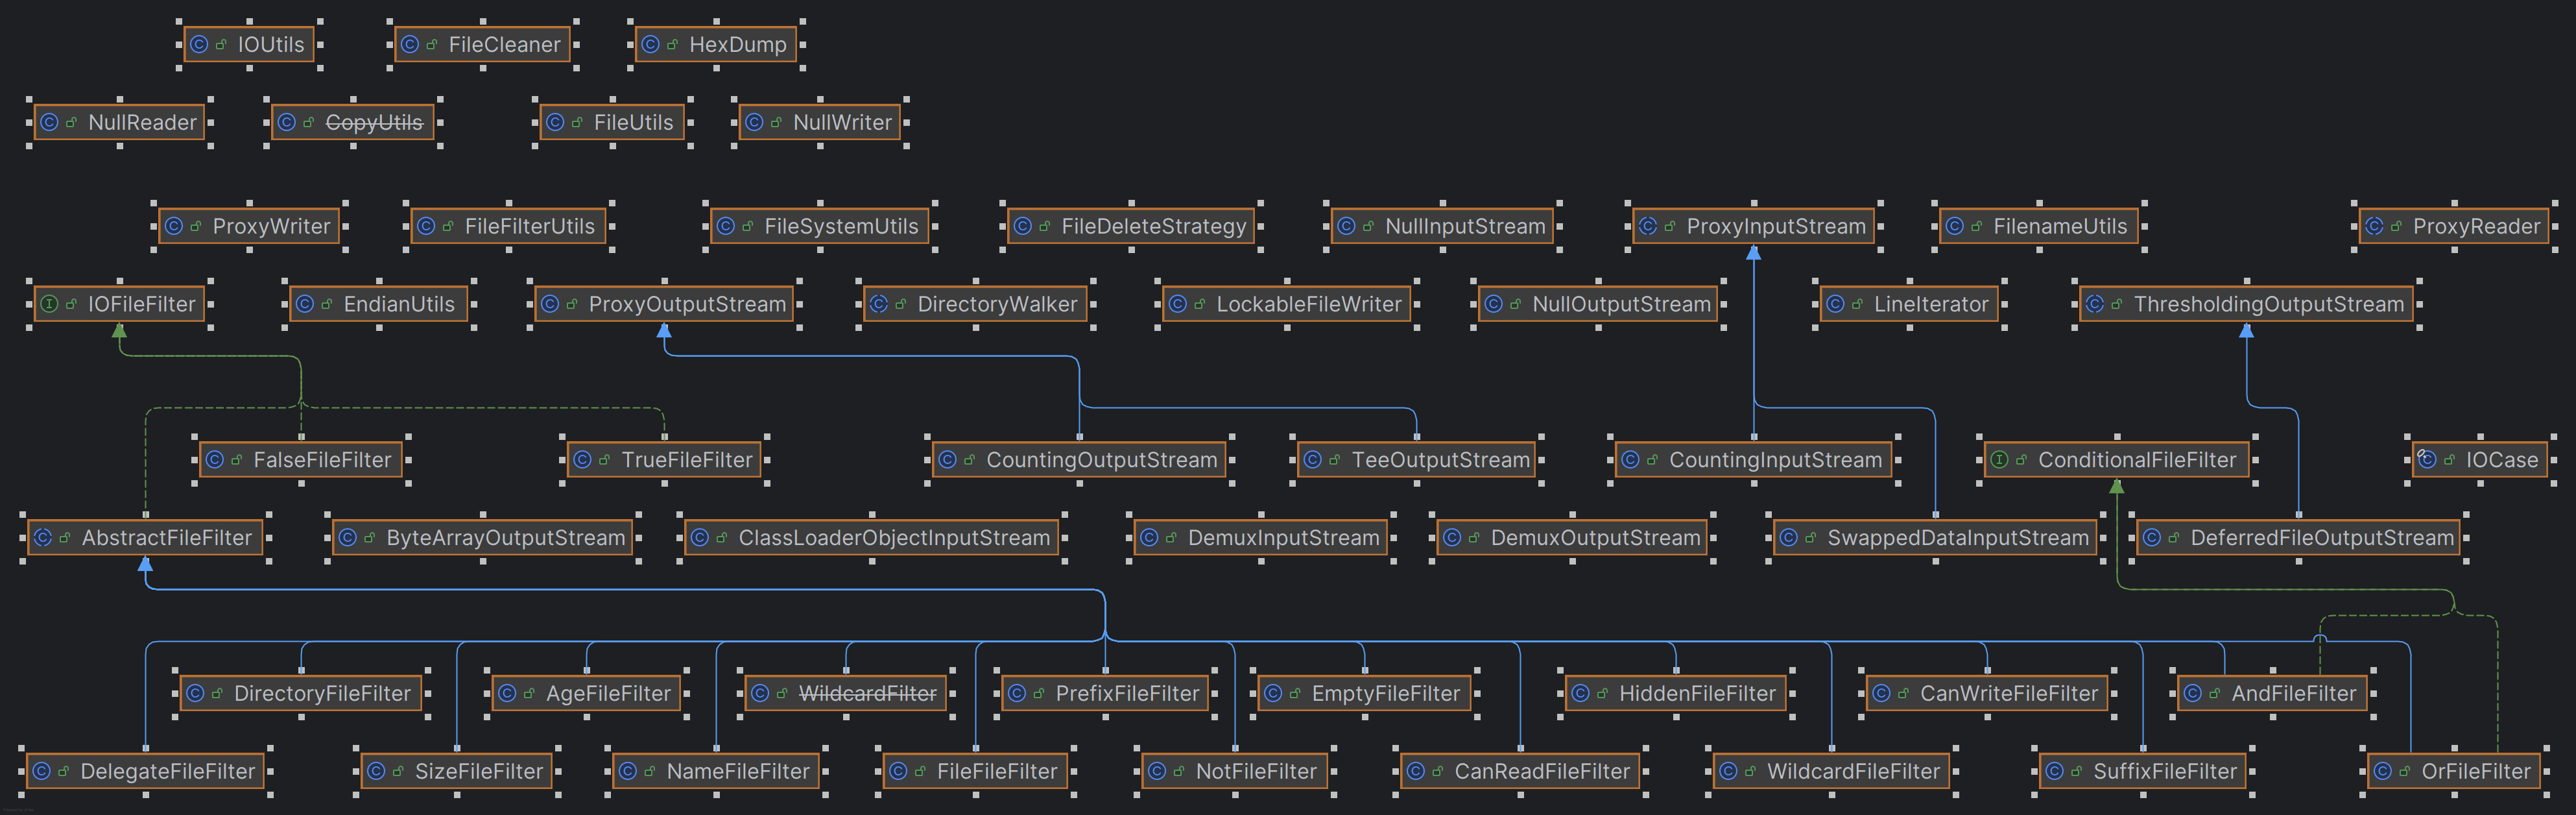 IOUtils
FileCleaner
HexDump
NullReader
CopyUtils
FileUtils
NullWriter
ProxyWriter
FileFilterUtils
FileSystemUtils
FileDeleteStrategy
NullInputStream
ProxyInputStream
FilenameUtils
ProxyReader
IOFileFilter
EndianUtils
ProxyOutputStream
DirectoryWalker
LockableFileWriter
NullOutputStream
LineIterator
ThresholdingOutputStream
FalseFileFilter
TrueFileFilter
CountingOutputStream
TeeOutputStream
CountingInputStream
ConditionalFileFilter
IOCase
AbstractFileFilter
ByteArrayOutputStream
ClassLoaderObjectInputStream
DemuxInputStream
DemuxOutputStream
SwappedDataInputStream
DeferredFileOutputStream
DirectoryFileFilter
AgeFileFilter
WildcardFilter
PrefixFileFilter
EmptyFileFilter
HiddenFileFilter
CanWriteFileFilter
AndFileFilter
DelegateFileFilter
SizeFileFilter
NameFileFilter
FileFileFilter
NotFileFilter
CanReadFileFilter
WildcardFileFilter
SuffixFileFilter
OrFileFilter